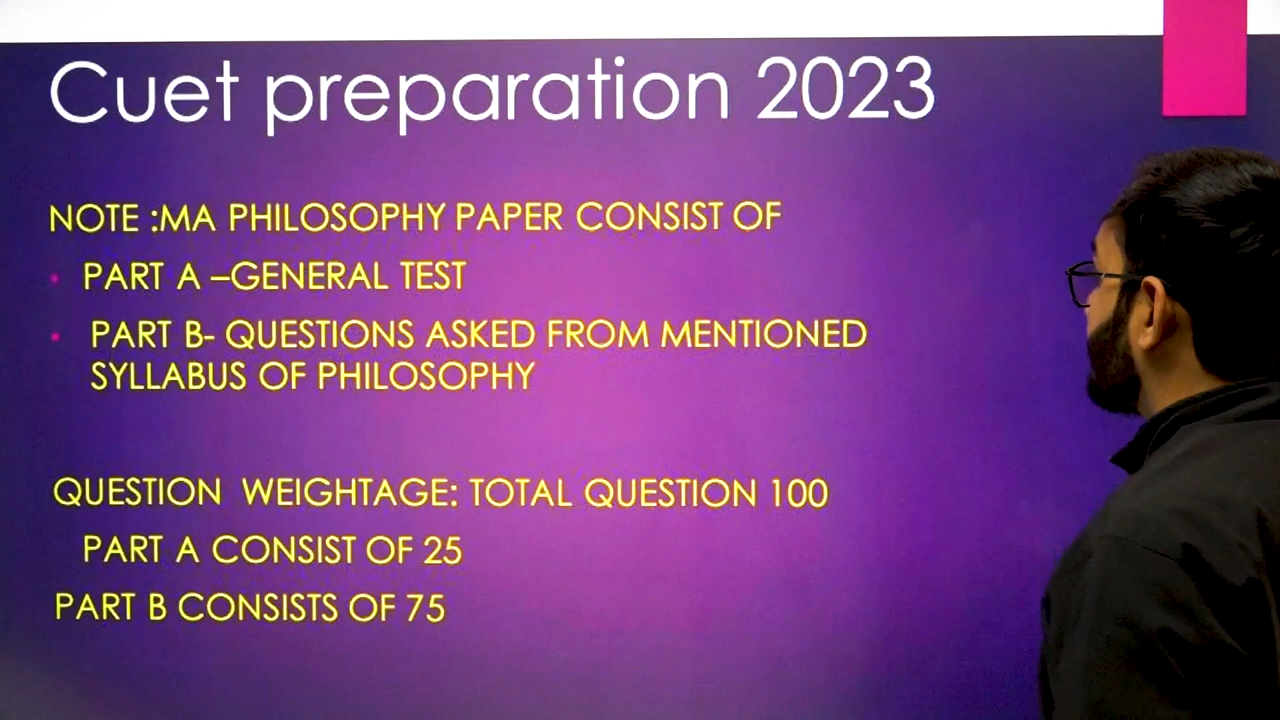 Cuet preparation 2023
NOTE :MA PHILOSOPHY PAPER CONSIST OF
• PART A –GENERAL TEST
• PART B- QUESTIONS ASKED FROM MENTIONED
SYLLABUS OF PHILOSOPHY
QUESTION WEIGHTAGE: TOTAL QUESTION 100
PART A CONSIST OF 25
PART B CONSISTS OF 75